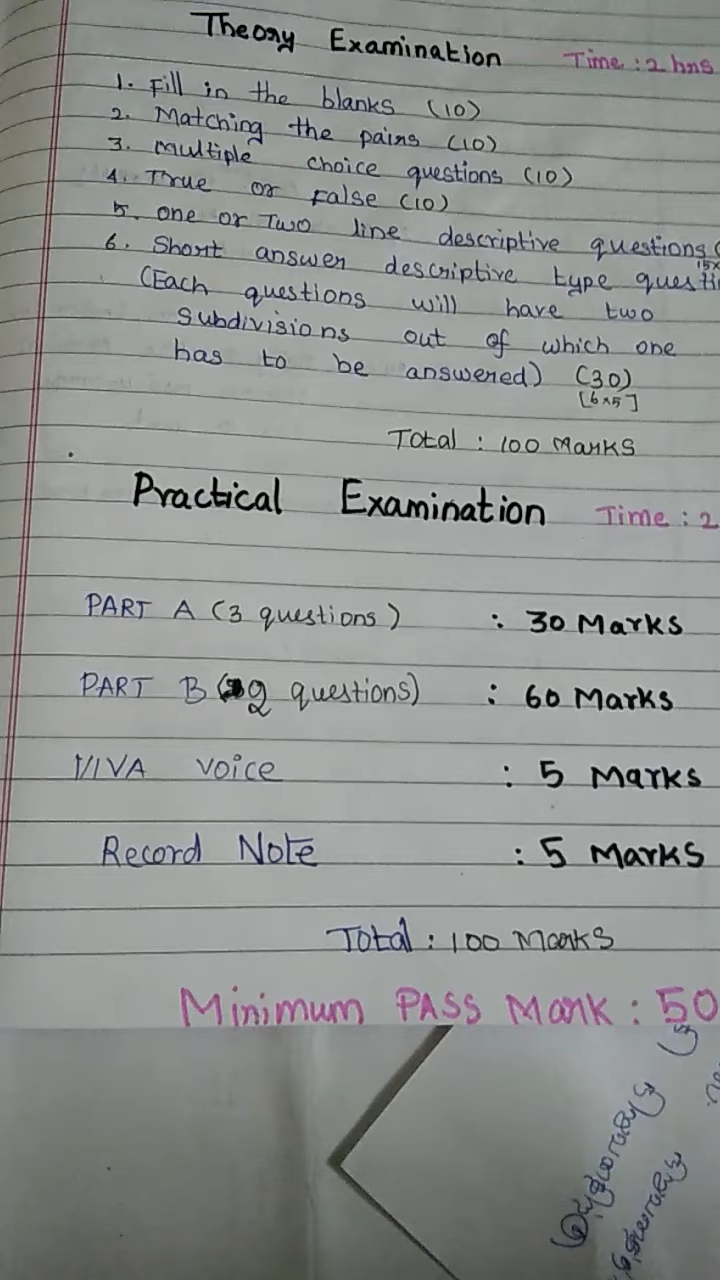 Theory Examination Time : 2 hrs
1. Fill in the blanks (10)
2. Matching the pairs (10)
3. Multiple choice questions (10)
4. True or False (10)
5. one or Two line descriptive questions (
15x
6. Short answer descriptive type questi
(Each questions will have two
subdivisions out of which one
has to be answered) (30)
[6x5]
Total : 100 Marks
Practical Examination Time : 2
PART A (3 questions) : 30 Marks
PART B (2 questions) : 60 Marks
VIVA voice : 5 Marks
Record Note : 5 Marks
Total : 100 Marks
Minimum PASS Mark : 50